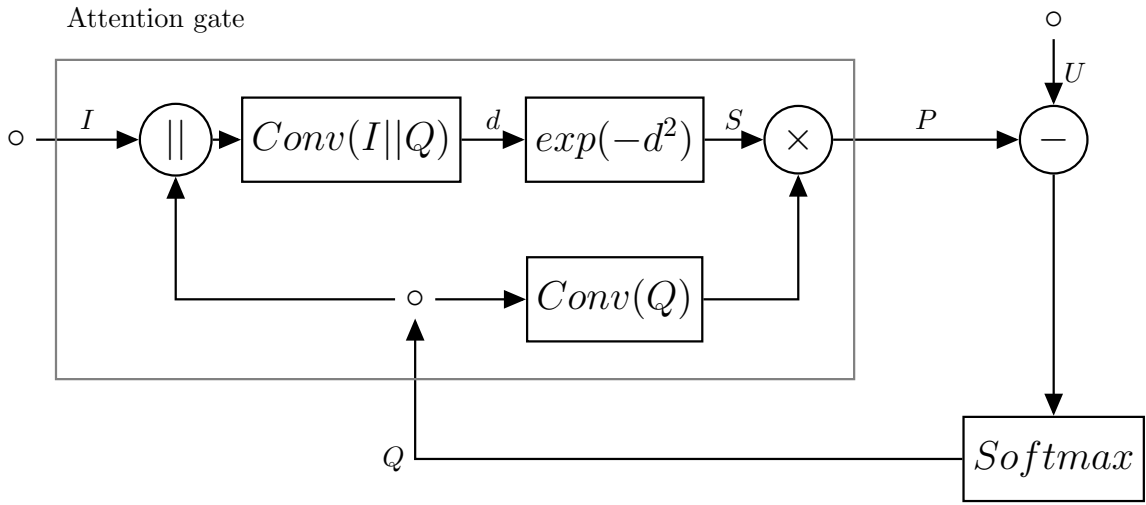 Attention gate
U
I
||
Conv(I||Q)
d
exp(−d²)
S
×
P
−
Conv(Q)
Q
Softmax